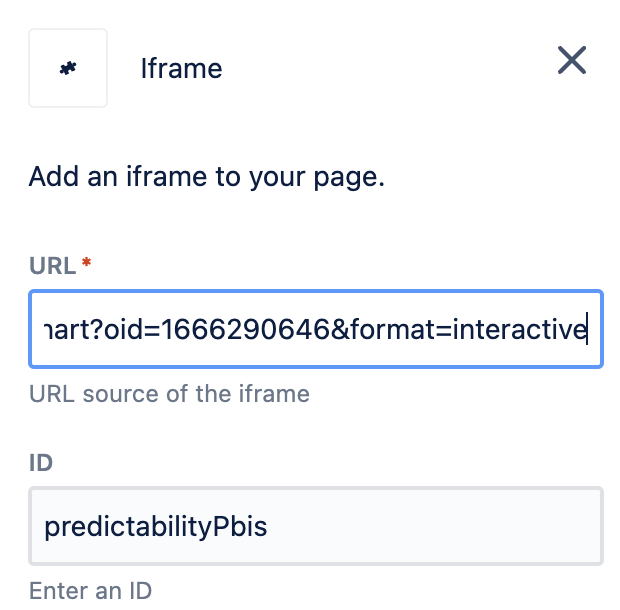 Iframe
Add an iframe to your page.
URL *
hart?oid=1666290646&format=interactive
URL source of the iframe
ID
predictabilityPbis
Enter an ID